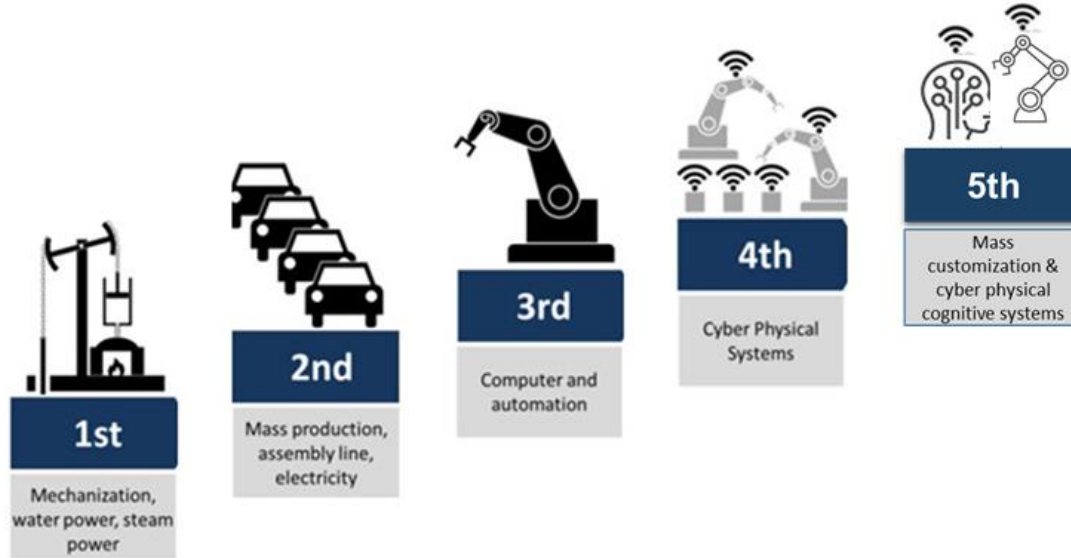 1st
Mechanization,
water power, steam
power
2nd
Mass production,
assembly line,
electricity
3rd
Computer and
automation
4th
Cyber Physical
Systems
5th
Mass
customization &
cyber physical
cognitive systems